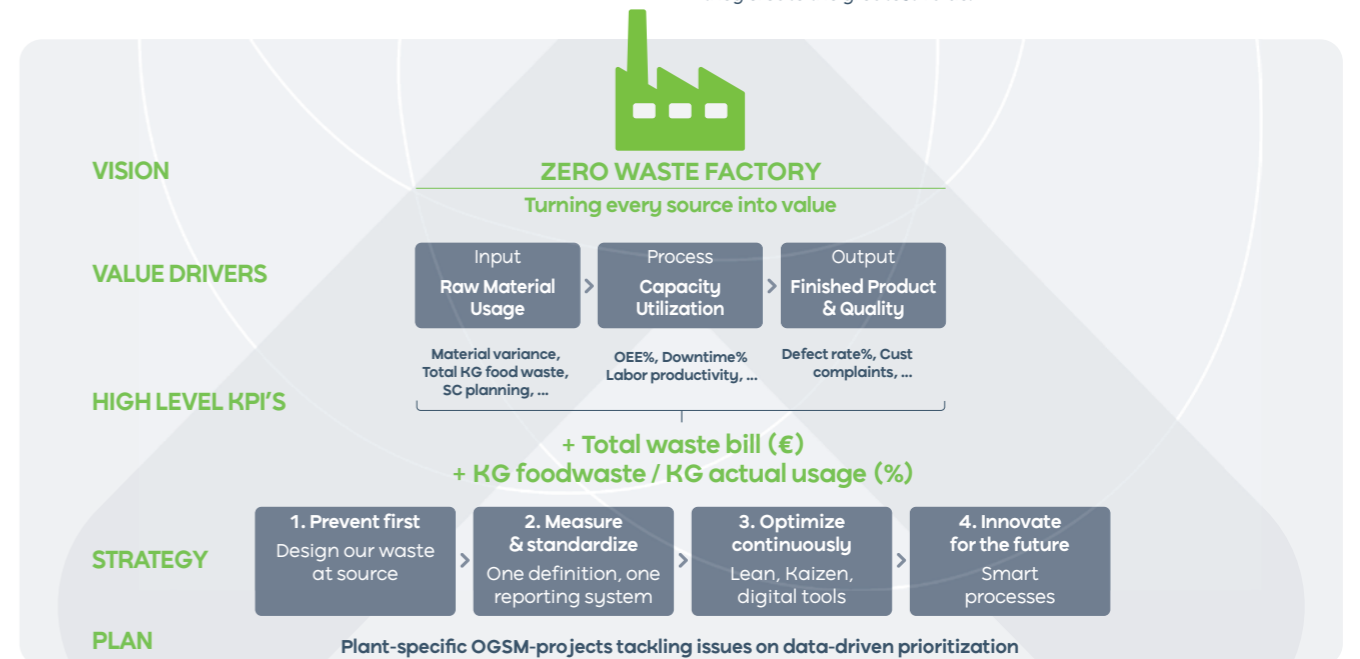 VISION
ZERO WASTE FACTORY
Turning every source into value
VALUE DRIVERS
Input
Raw Material
Usage
Process
Capacity
Utilization
Output
Finished Product
& Quality
HIGH LEVEL KPI'S
Material variance,
Total KG food waste,
SC planning, ...
OEE%, Downtime%
Labor productivity, ...
Defect rate%, Cust
complaints, ...
+ Total waste bill (€)
+ KG foodwaste / KG actual usage (%)
STRATEGY
1. Prevent first
Design our waste
at source
2. Measure
& standardize
One definition, one
reporting system
3. Optimize
continuously
Lean, Kaizen,
digital tools
4. Innovate
for the future
Smart
processes
PLAN
Plant-specific OGSM-projects tackling issues on data-driven prioritization